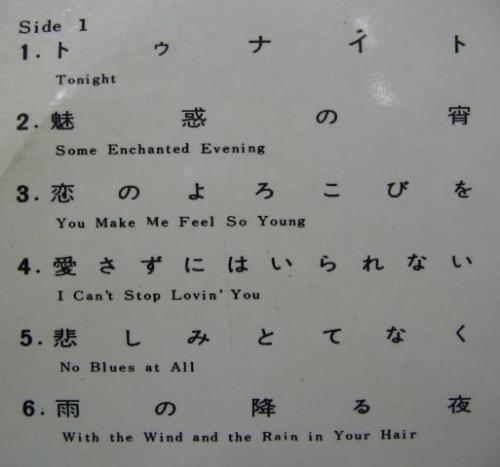 Side 1
1. トゥナイト
Tonight
2. 魅惑の宵
Some Enchanted Evening
3. 恋のよろこびを
You Make Me Feel So Young
4. 愛さずにはいられない
I Can't Stop Lovin' You
5. 悲しみとてなく
No Blues at All
6. 雨の降る夜
With the Wind and the Rain in Your Hair